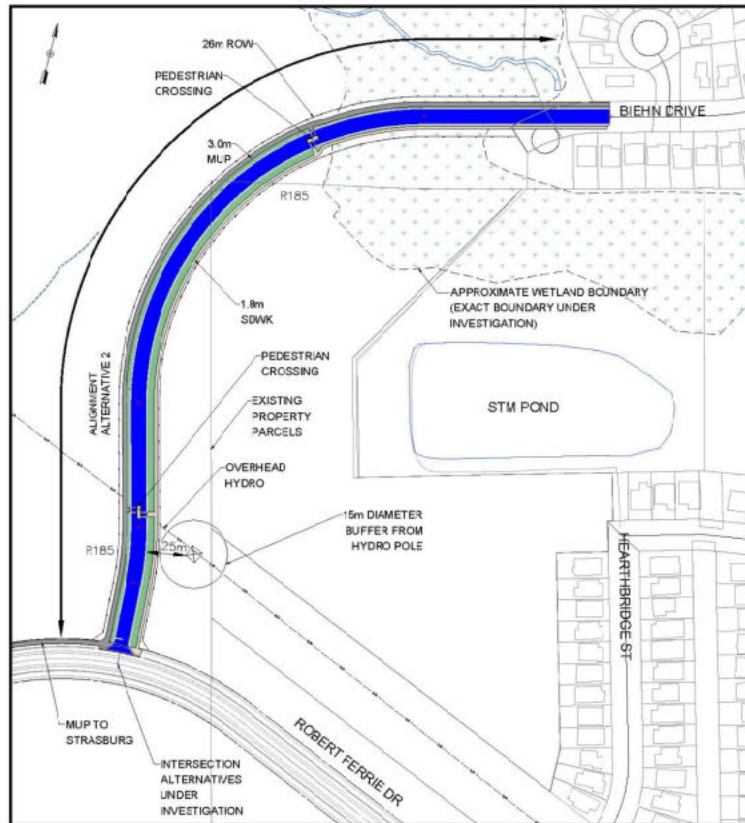 26m ROW
PEDESTRIAN
CROSSING
BIEHN DRIVE
3.0m
MUP
R185
1.8m
SDWK
APPROXIMATE WETLAND BOUNDARY
(EXACT BOUNDARY UNDER
INVESTIGATION)
PEDESTRIAN
CROSSING
ALIGNMENT
ALTERNATIVE 2
EXISTING
PROPERTY
PARCELS
STM POND
OVERHEAD
HYDRO
15m DIAMETER
BUFFER FROM
HYDRO POLE
R185
25m
HEARTHBRIDGE ST
MUP TO
STRASBURG
ROBERT FERRIE DR
INTERSECTION
ALTERNATIVES
UNDER
INVESTIGATION